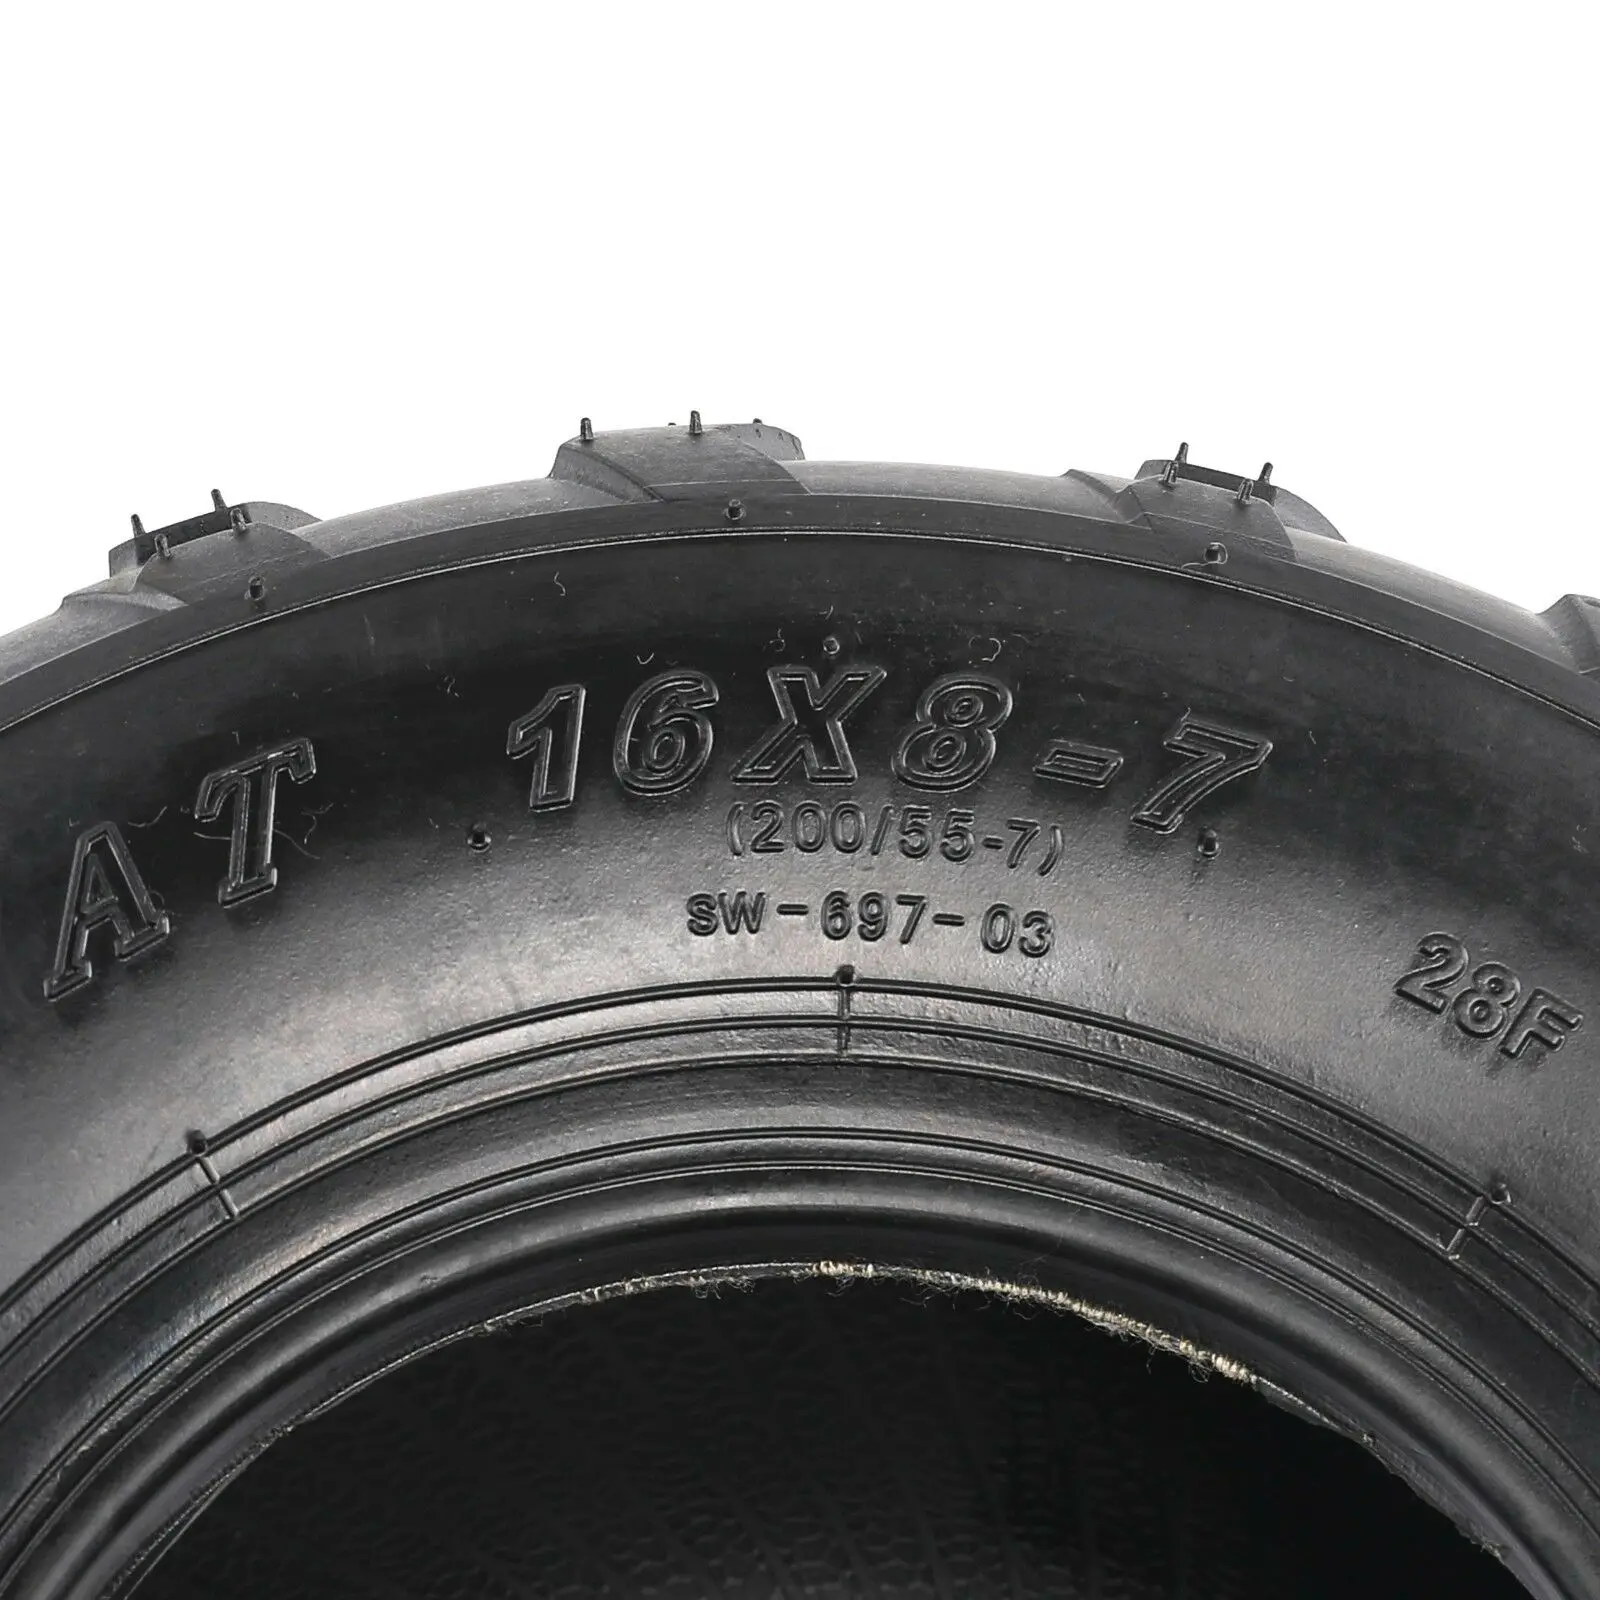 AT 16X8-7
(200/55-7)
SW-697-03
28F